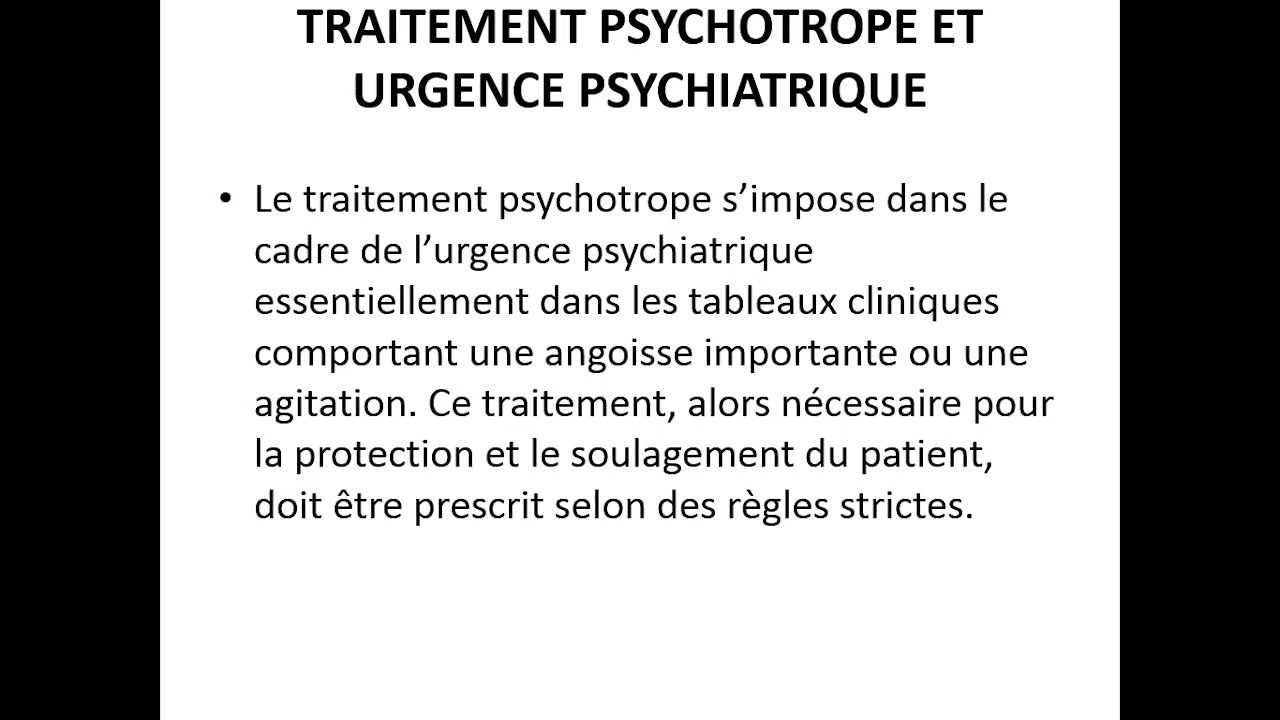 TRAITEMENT PSYCHOTROPE ET
URGENCE PSYCHIATRIQUE
• Le traitement psychotrope s’impose dans le
cadre de l’urgence psychiatrique
essentiellement dans les tableaux cliniques
comportant une angoisse importante ou une
agitation. Ce traitement, alors nécessaire pour
la protection et le soulagement du patient,
doit être prescrit selon des règles strictes.